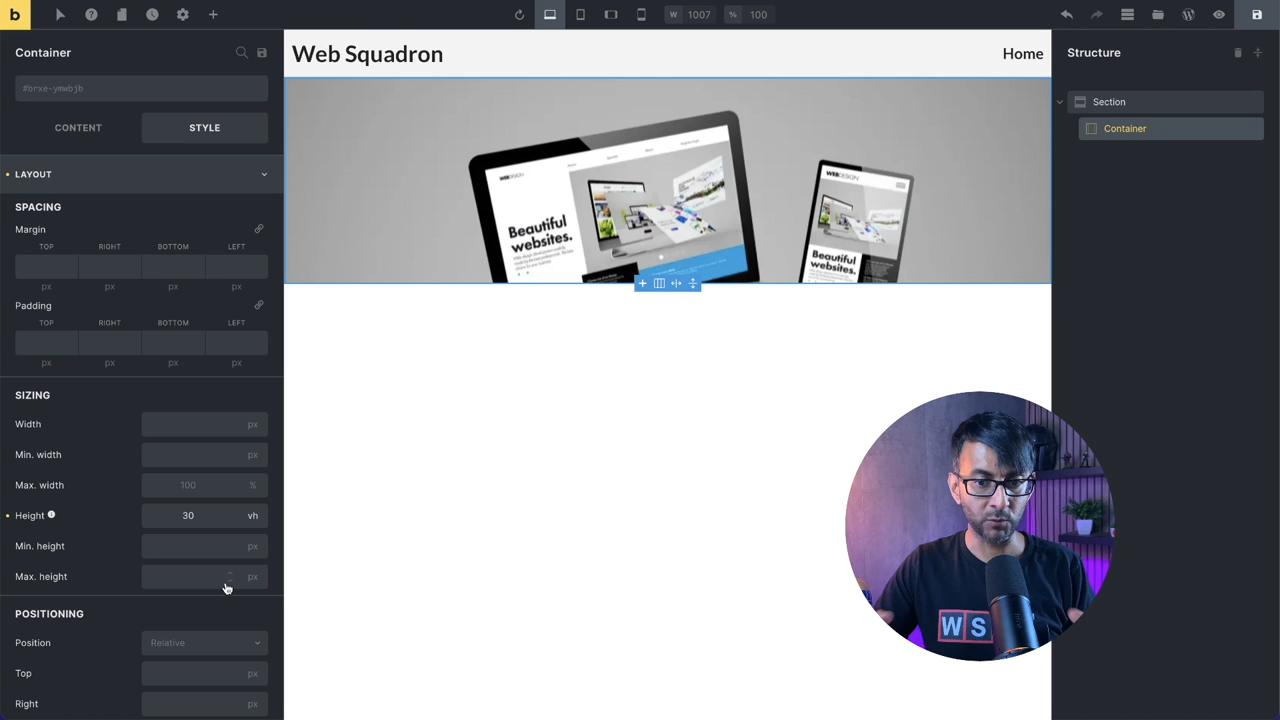 b
W 1007 % 100
Container
#brxe-ymwbjb
CONTENT STYLE
LAYOUT
SPACING
Margin
TOP RIGHT BOTTOM LEFT
px px px px
Padding
TOP RIGHT BOTTOM LEFT
px px px px
SIZING
Width px
Min. width px
Max. width 100 %
Height 30 vh
Min. height px
Max. height px
POSITIONING
Position Relative
Top px
Right px
Web Squadron Home
WEBDESIGN
Beautiful
websites.
WEBDESIGN
Beautiful
websites.
Structure
Section
Container
WS